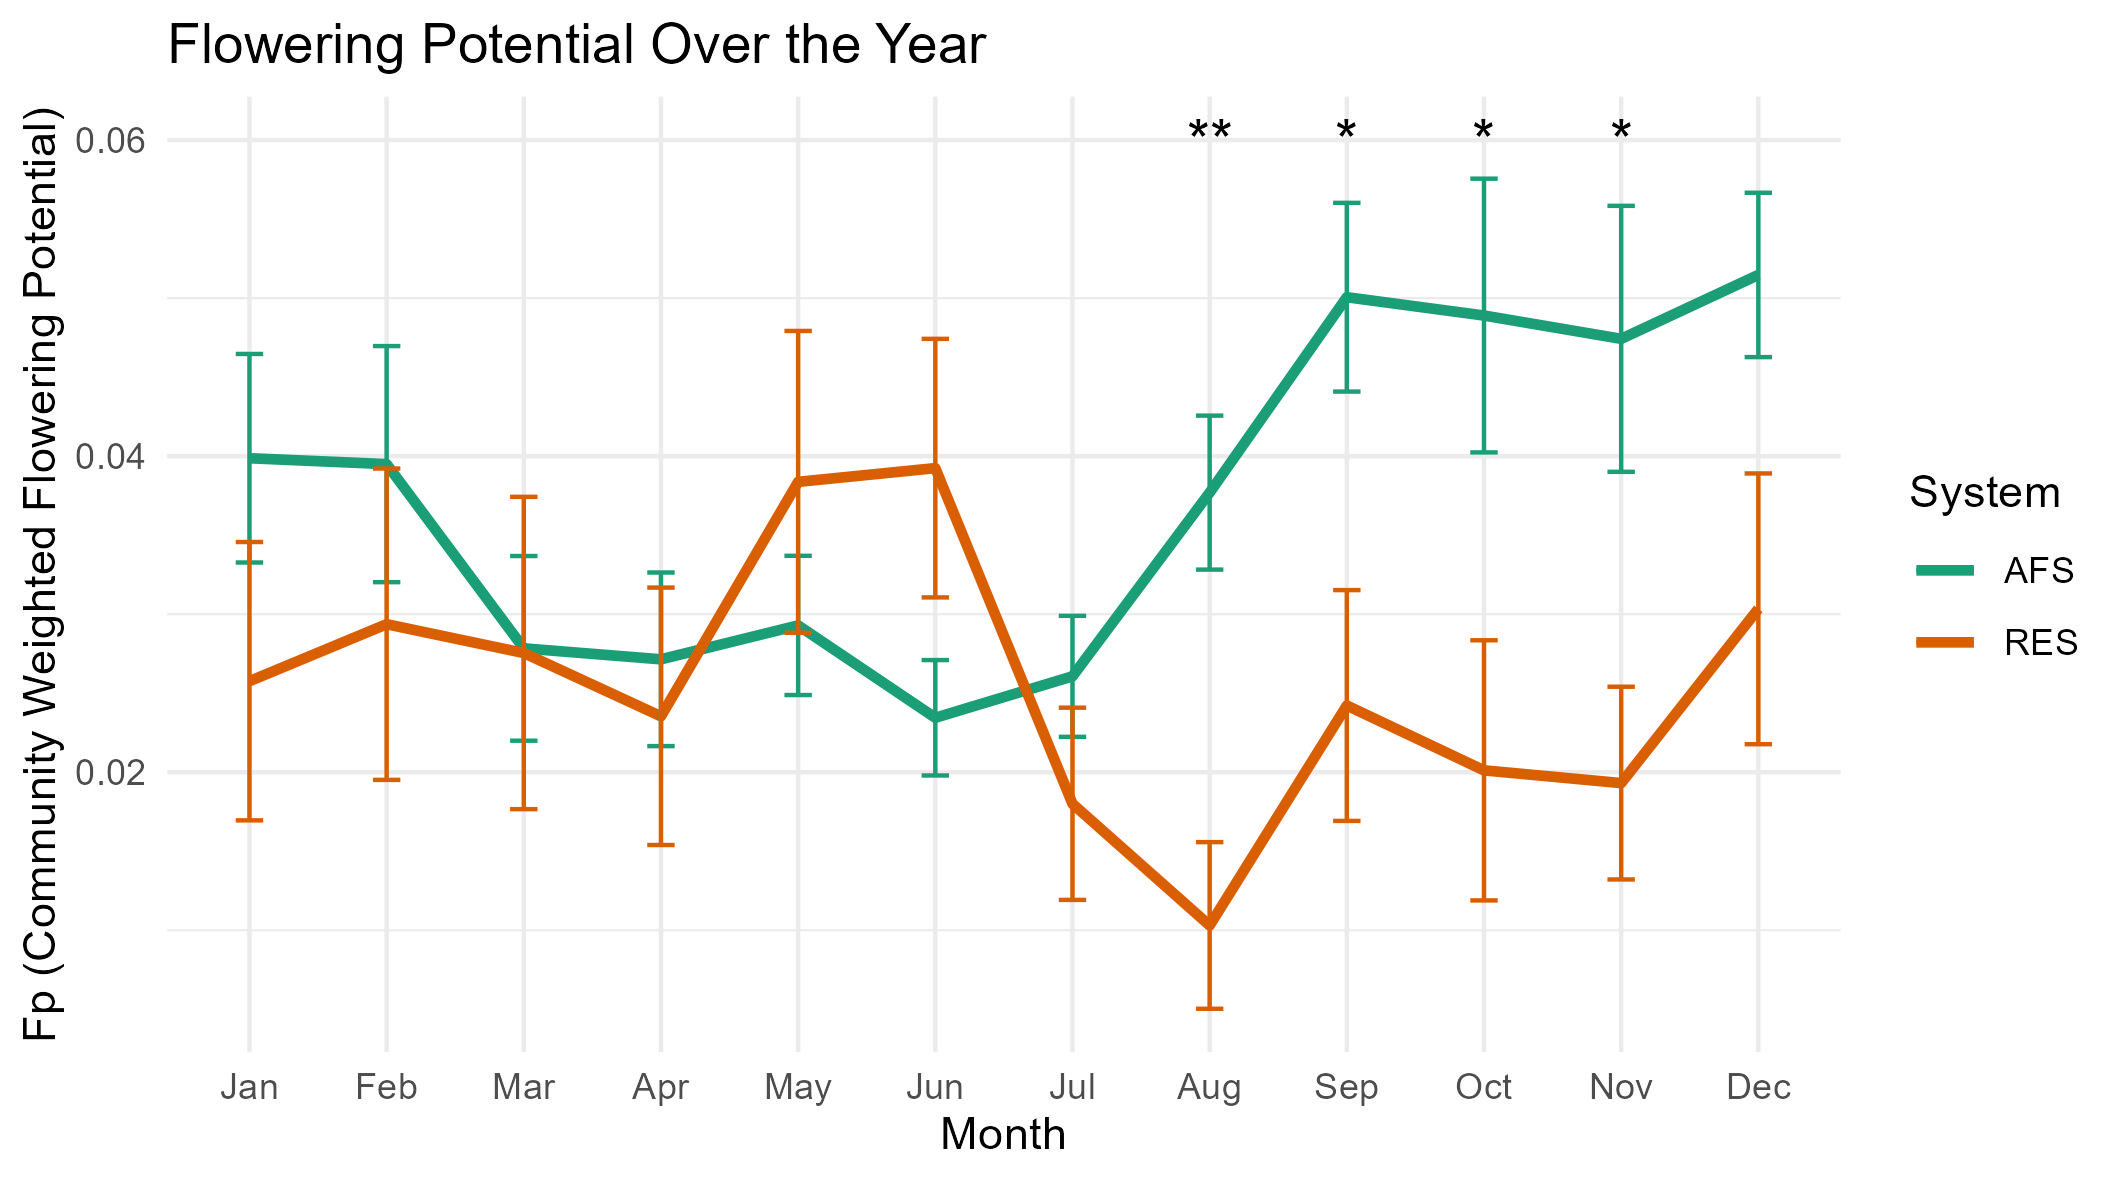 Flowering Potential Over the Year
Fp (Community Weighted Flowering Potential)
0.06
0.04
0.02
** * * *
Jan Feb Mar Apr May Jun Jul Aug Sep Oct Nov Dec
Month
System
AFS
RES